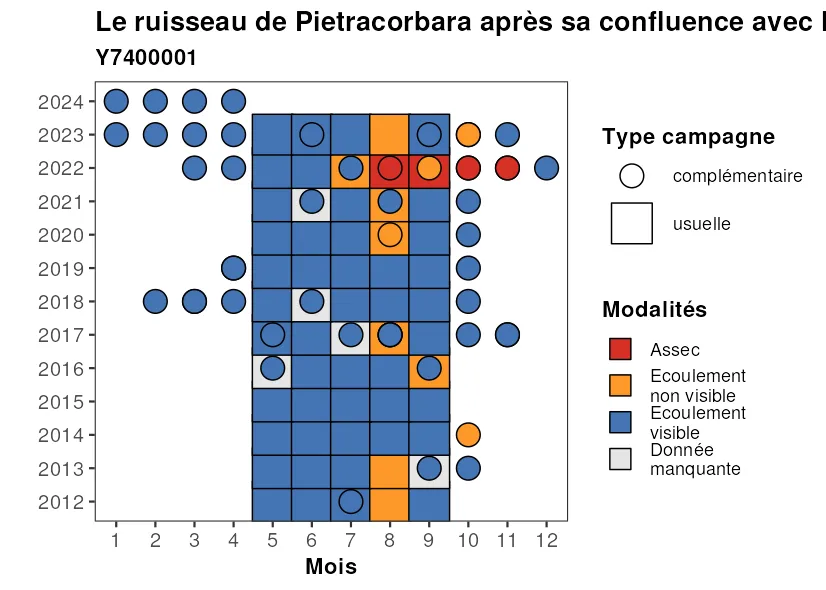 Le ruisseau de Pietracorbara après sa confluence avec l
Y7400001
2024
2023
2022
2021
2020
2019
2018
2017
2016
2015
2014
2013
2012
1 2 3 4 5 6 7 8 9 10 11 12
Mois
Type campagne
complémentaire
usuelle
Modalités
Assec
Ecoulement
non visible
Ecoulement
visible
Donnée
manquante